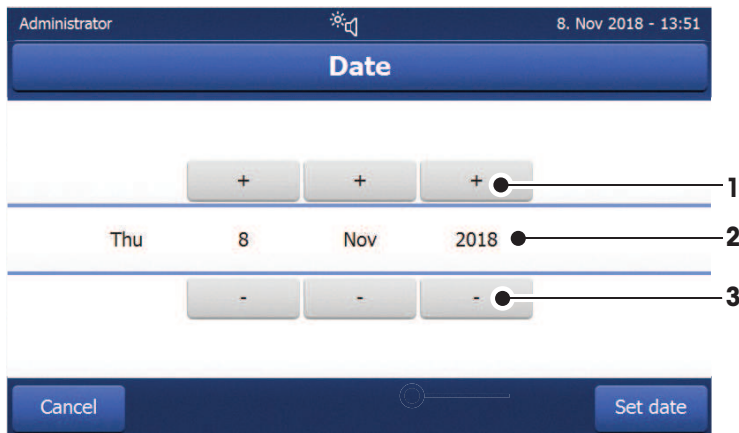 Administrator 8. Nov 2018 - 13:51
Date
+ + + 1
Thu 8 Nov 2018 2
- - - 3
Cancel Set date